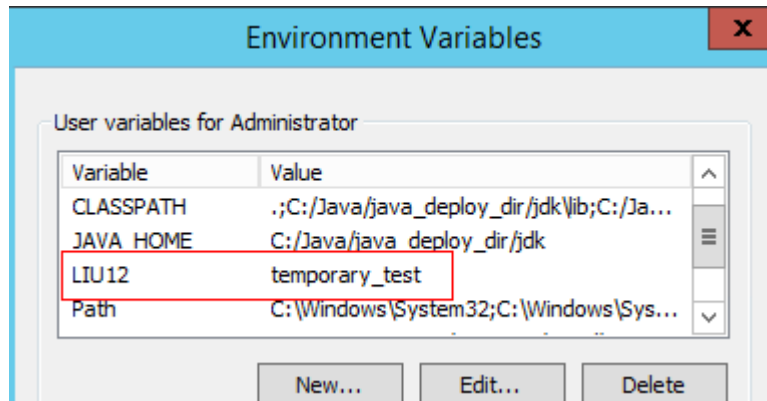 Environment Variables
x
User variables for Administrator
Variable Value
CLASSPATH .;C:/Java/java_deploy_dir/jdk\lib;C:/Ja...
JAVA_HOME C:/Java/java_deploy_dir/jdk
LIU12 temporary_test
Path C:\Windows\System32;C:\Windows\Sys...
New... Edit... Delete